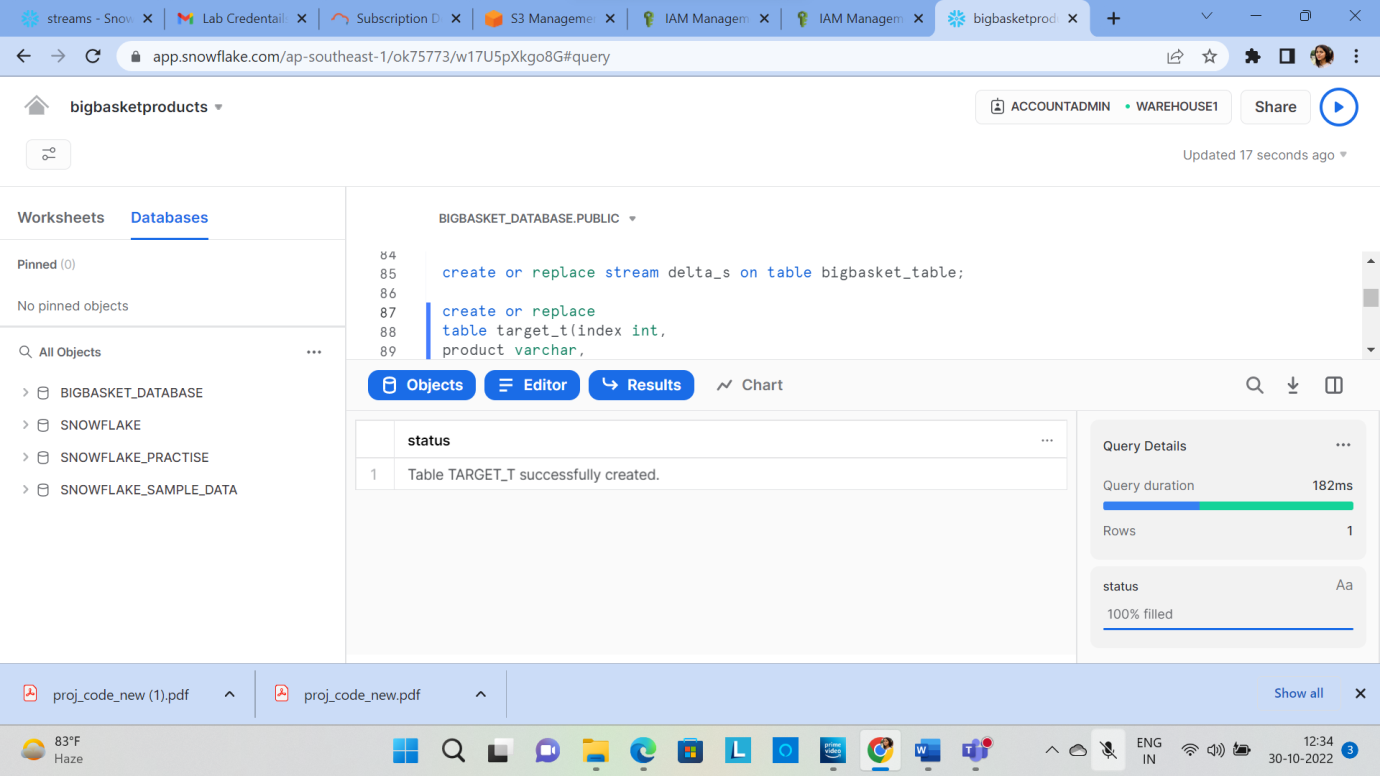 streams - Snow
Lab Credentail
Subscription D
S3 Managemen
IAM Managem
IAM Managem
bigbasketprod
app.snowflake.com/ap-southeast-1/ok75773/w17U5pXkgo8G#query
bigbasketproducts
ACCOUNTADMIN
WAREHOUSE1
Share
Updated 17 seconds ago
Worksheets
Databases
Pinned (0)
No pinned objects
All Objects
BIGBASKET_DATABASE
SNOWFLAKE
SNOWFLAKE_PRACTISE
SNOWFLAKE_SAMPLE_DATA
BIGBASKET_DATABASE.PUBLIC
84
85 create or replace stream delta_s on table bigbasket_table;
86
87 create or replace
88 table target_t(index int,
89 product varchar,
Objects
Editor
Results
Chart
status
1 Table TARGET_T successfully created.
Query Details
Query duration 182ms
Rows 1
status Aa
100% filled
proj_code_new (1).pdf
proj_code_new.pdf
Show all
83°F
Haze
prime video
ENG
IN
12:34
30-10-2022
3